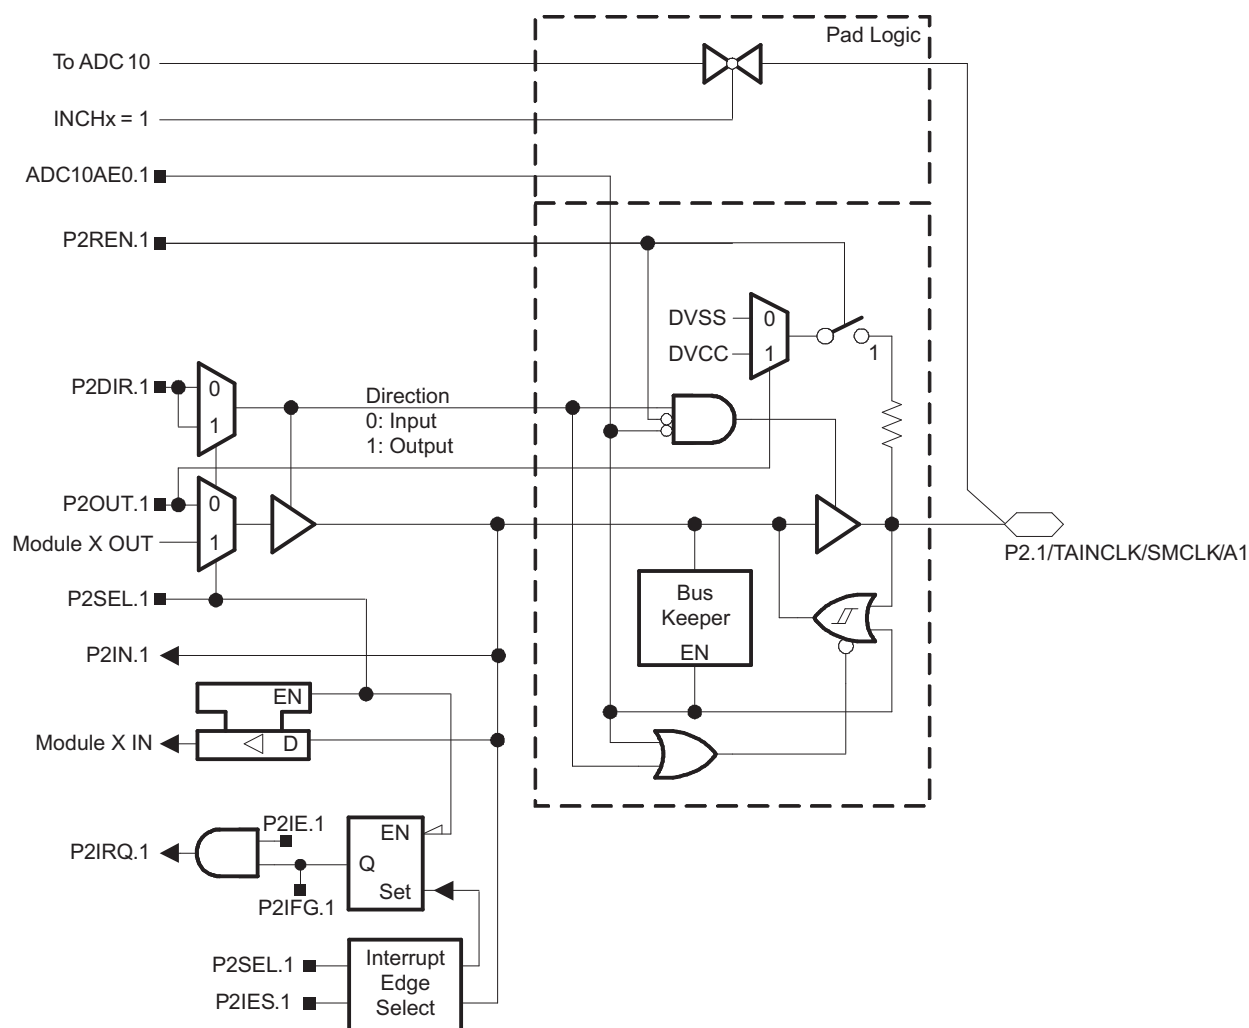 Pad Logic
To ADC 10
INCHx = 1
ADC10AE0.1
P2REN.1
DVSS
0
DVCC
1
1
P2DIR.1
0
1
Direction
0: Input
1: Output
P2OUT.1
0
Module X OUT
1
P2.1/TAINCLK/SMCLK/A1
P2SEL.1
Bus
Keeper
EN
P2IN.1
EN
Module X IN
D
P2IE.1
EN
P2IRQ.1
Q
Set
P2IFG.1
P2SEL.1
P2IES.1
Interrupt
Edge
Select